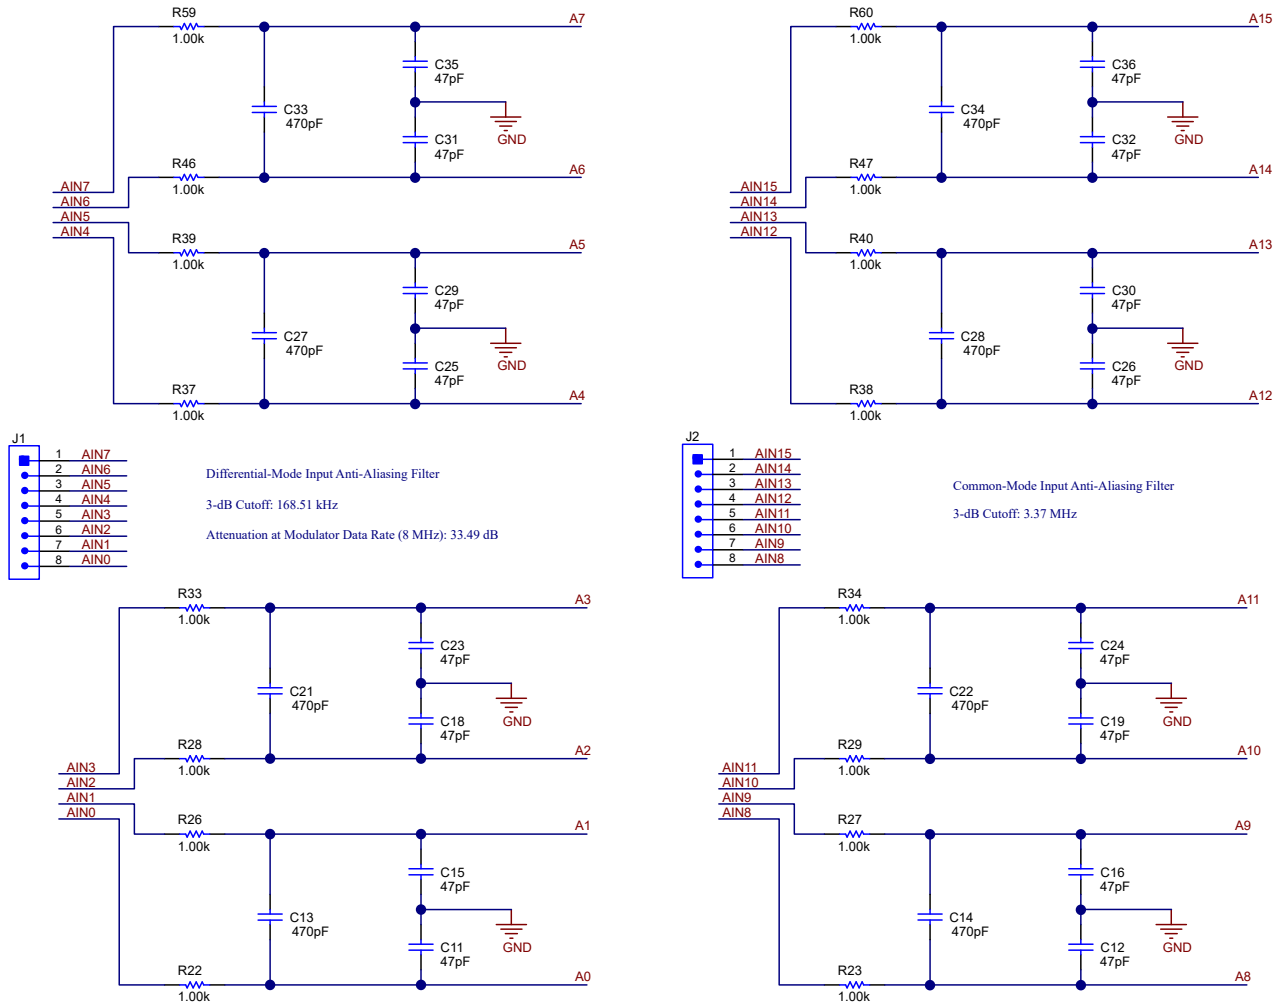 R59
1.00k
A7
C35
47pF
C33
470pF
GND
C31
47pF
R46
1.00k
A6
AIN7
AIN6
AIN5
AIN4
R39
1.00k
A5
C29
47pF
C27
470pF
GND
C25
47pF
R37
1.00k
A4
R60
1.00k
A15
C36
47pF
C34
470pF
GND
C32
47pF
R47
1.00k
A14
AIN15
AIN14
AIN13
AIN12
R40
1.00k
A13
C30
47pF
C28
470pF
GND
C26
47pF
R38
1.00k
A12
J1
1 AIN7
2 AIN6
3 AIN5
4 AIN4
5 AIN3
6 AIN2
7 AIN1
8 AIN0
Differential-Mode Input Anti-Aliasing Filter
3-dB Cutoff: 168.51 kHz
Attenuation at Modulator Data Rate (8 MHz): 33.49 dB
J2
1 AIN15
2 AIN14
3 AIN13
4 AIN12
5 AIN11
6 AIN10
7 AIN9
8 AIN8
Common-Mode Input Anti-Aliasing Filter
3-dB Cutoff: 3.37 MHz
R33
1.00k
A3
C23
47pF
C21
470pF
GND
C18
47pF
R28
1.00k
A2
AIN3
AIN2
AIN1
AIN0
R26
1.00k
A1
C15
47pF
C13
470pF
GND
C11
47pF
R22
1.00k
A0
R34
1.00k
A11
C24
47pF
C22
470pF
GND
C19
47pF
R29
1.00k
A10
AIN11
AIN10
AIN9
AIN8
R27
1.00k
A9
C16
47pF
C14
470pF
GND
C12
47pF
R23
1.00k
A8